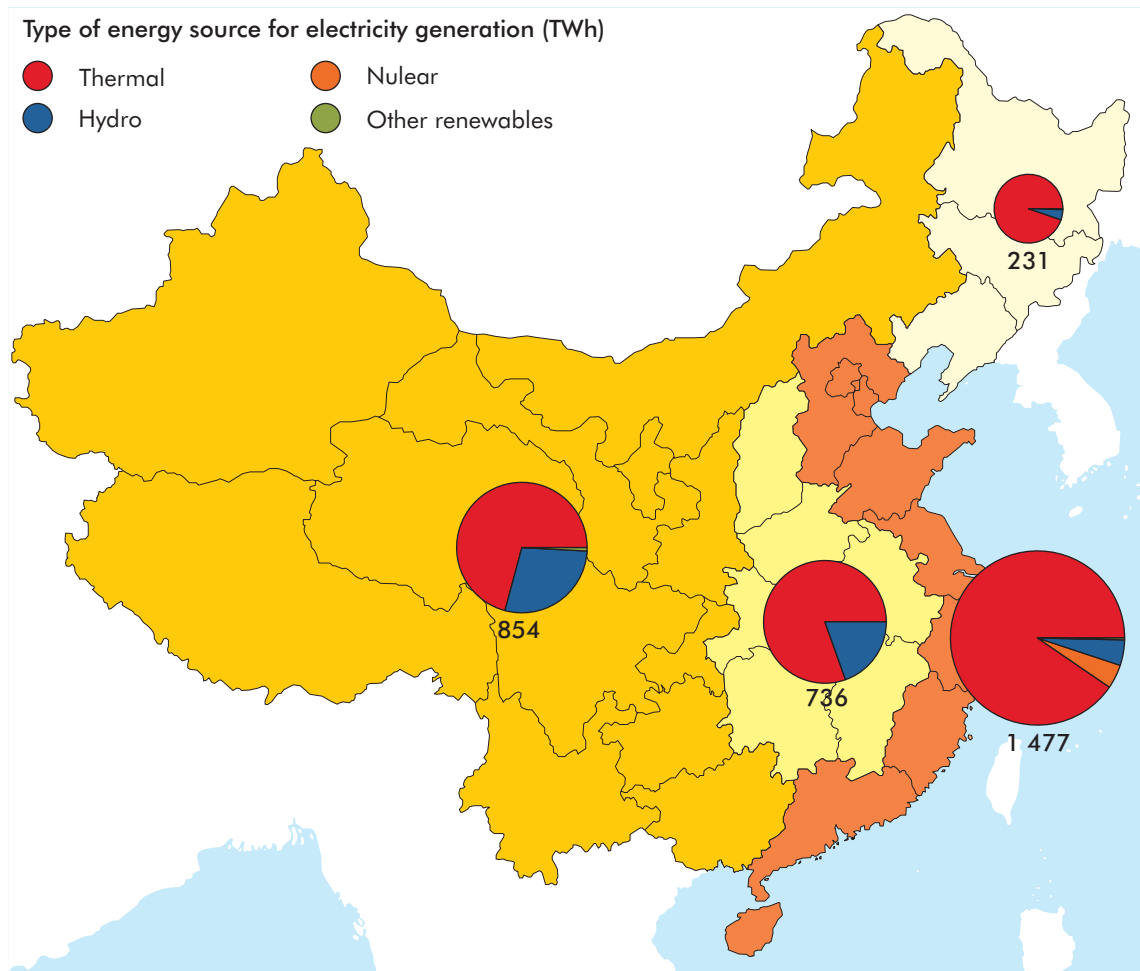 Type of energy source for electricity generation (TWh)
Thermal
Nulear
Hydro
Other renewables
231
854
736
1 477